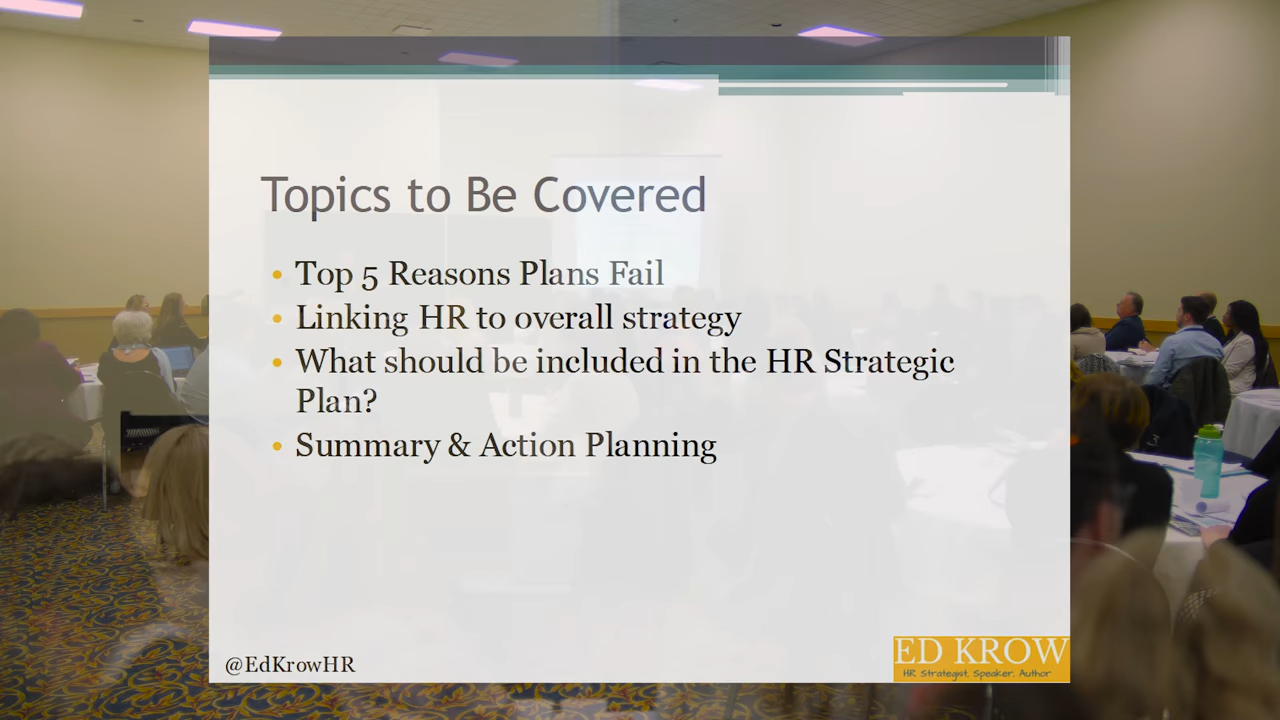 Topics to Be Covered
• Top 5 Reasons Plans Fail
• Linking HR to overall strategy
• What should be included in the HR Strategic
Plan?
• Summary & Action Planning
@EdKrowHR
ED KROW
HR Strategist, Speaker, Author